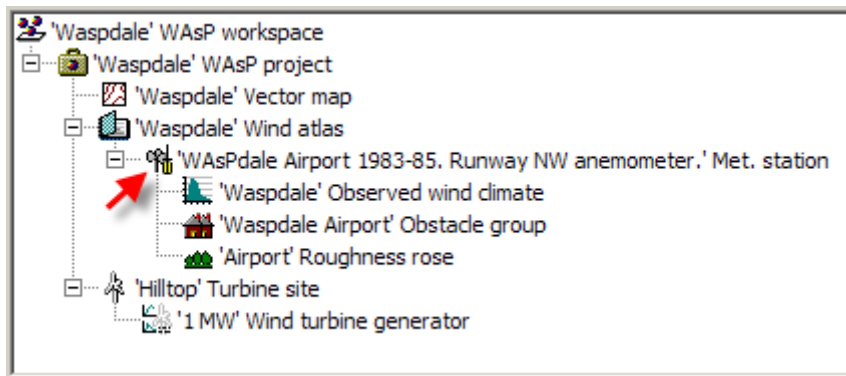 'Waspdale' WAsP workspace
'Waspdale' WAsP project
'Waspdale' Vector map
'Waspdale' Wind atlas
'WAsPdale Airport 1983-85. Runway NW anemometer.' Met. station
'Waspdale' Observed wind climate
'Waspdale Airport' Obstacle group
'Airport' Roughness rose
'Hilltop' Turbine site
'1 MW' Wind turbine generator